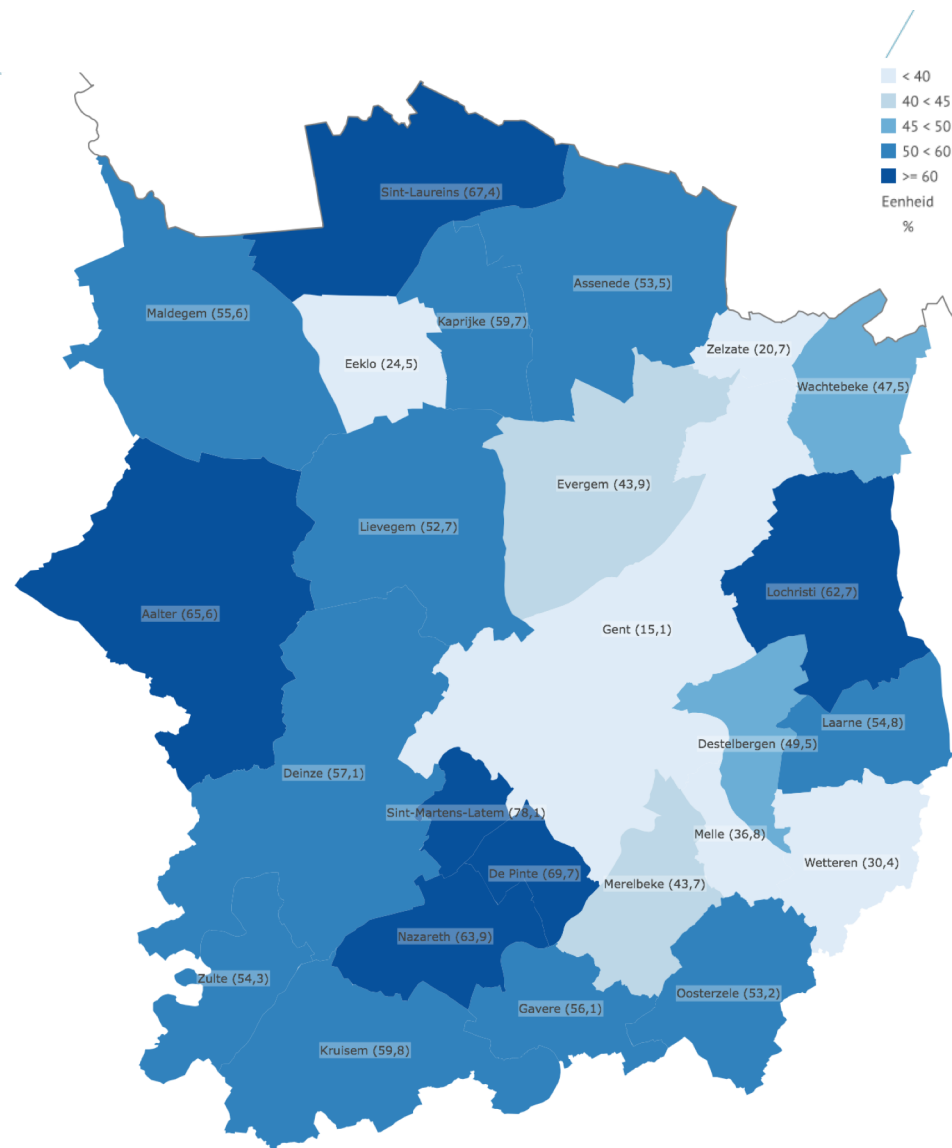 < 40
40 < 45
45 < 50
50 < 60
>= 60
Eenheid
%
Sint-Laureins (67,4)
Assenede (53,5)
Maldegem (55,6)
Kaprijke (59,7)
Zelzate (20,7)
Eeklo (24,5)
Wachtebeke (47,5)
Evergem (43,9)
Lievegem (52,7)
Lochristi (62,7)
Aalter (65,6)
Gent (15,1)
Laarne (54,8)
Destelbergen (49,5)
Deinze (57,1)
Sint-Martens-Latem (78,1)
Melle (36,8)
Wetteren (30,4)
De Pinte (69,7)
Merelbeke (43,7)
Nazareth (63,9)
Zulte (54,3)
Oosterzele (53,2)
Gavere (56,1)
Kruisem (59,8)